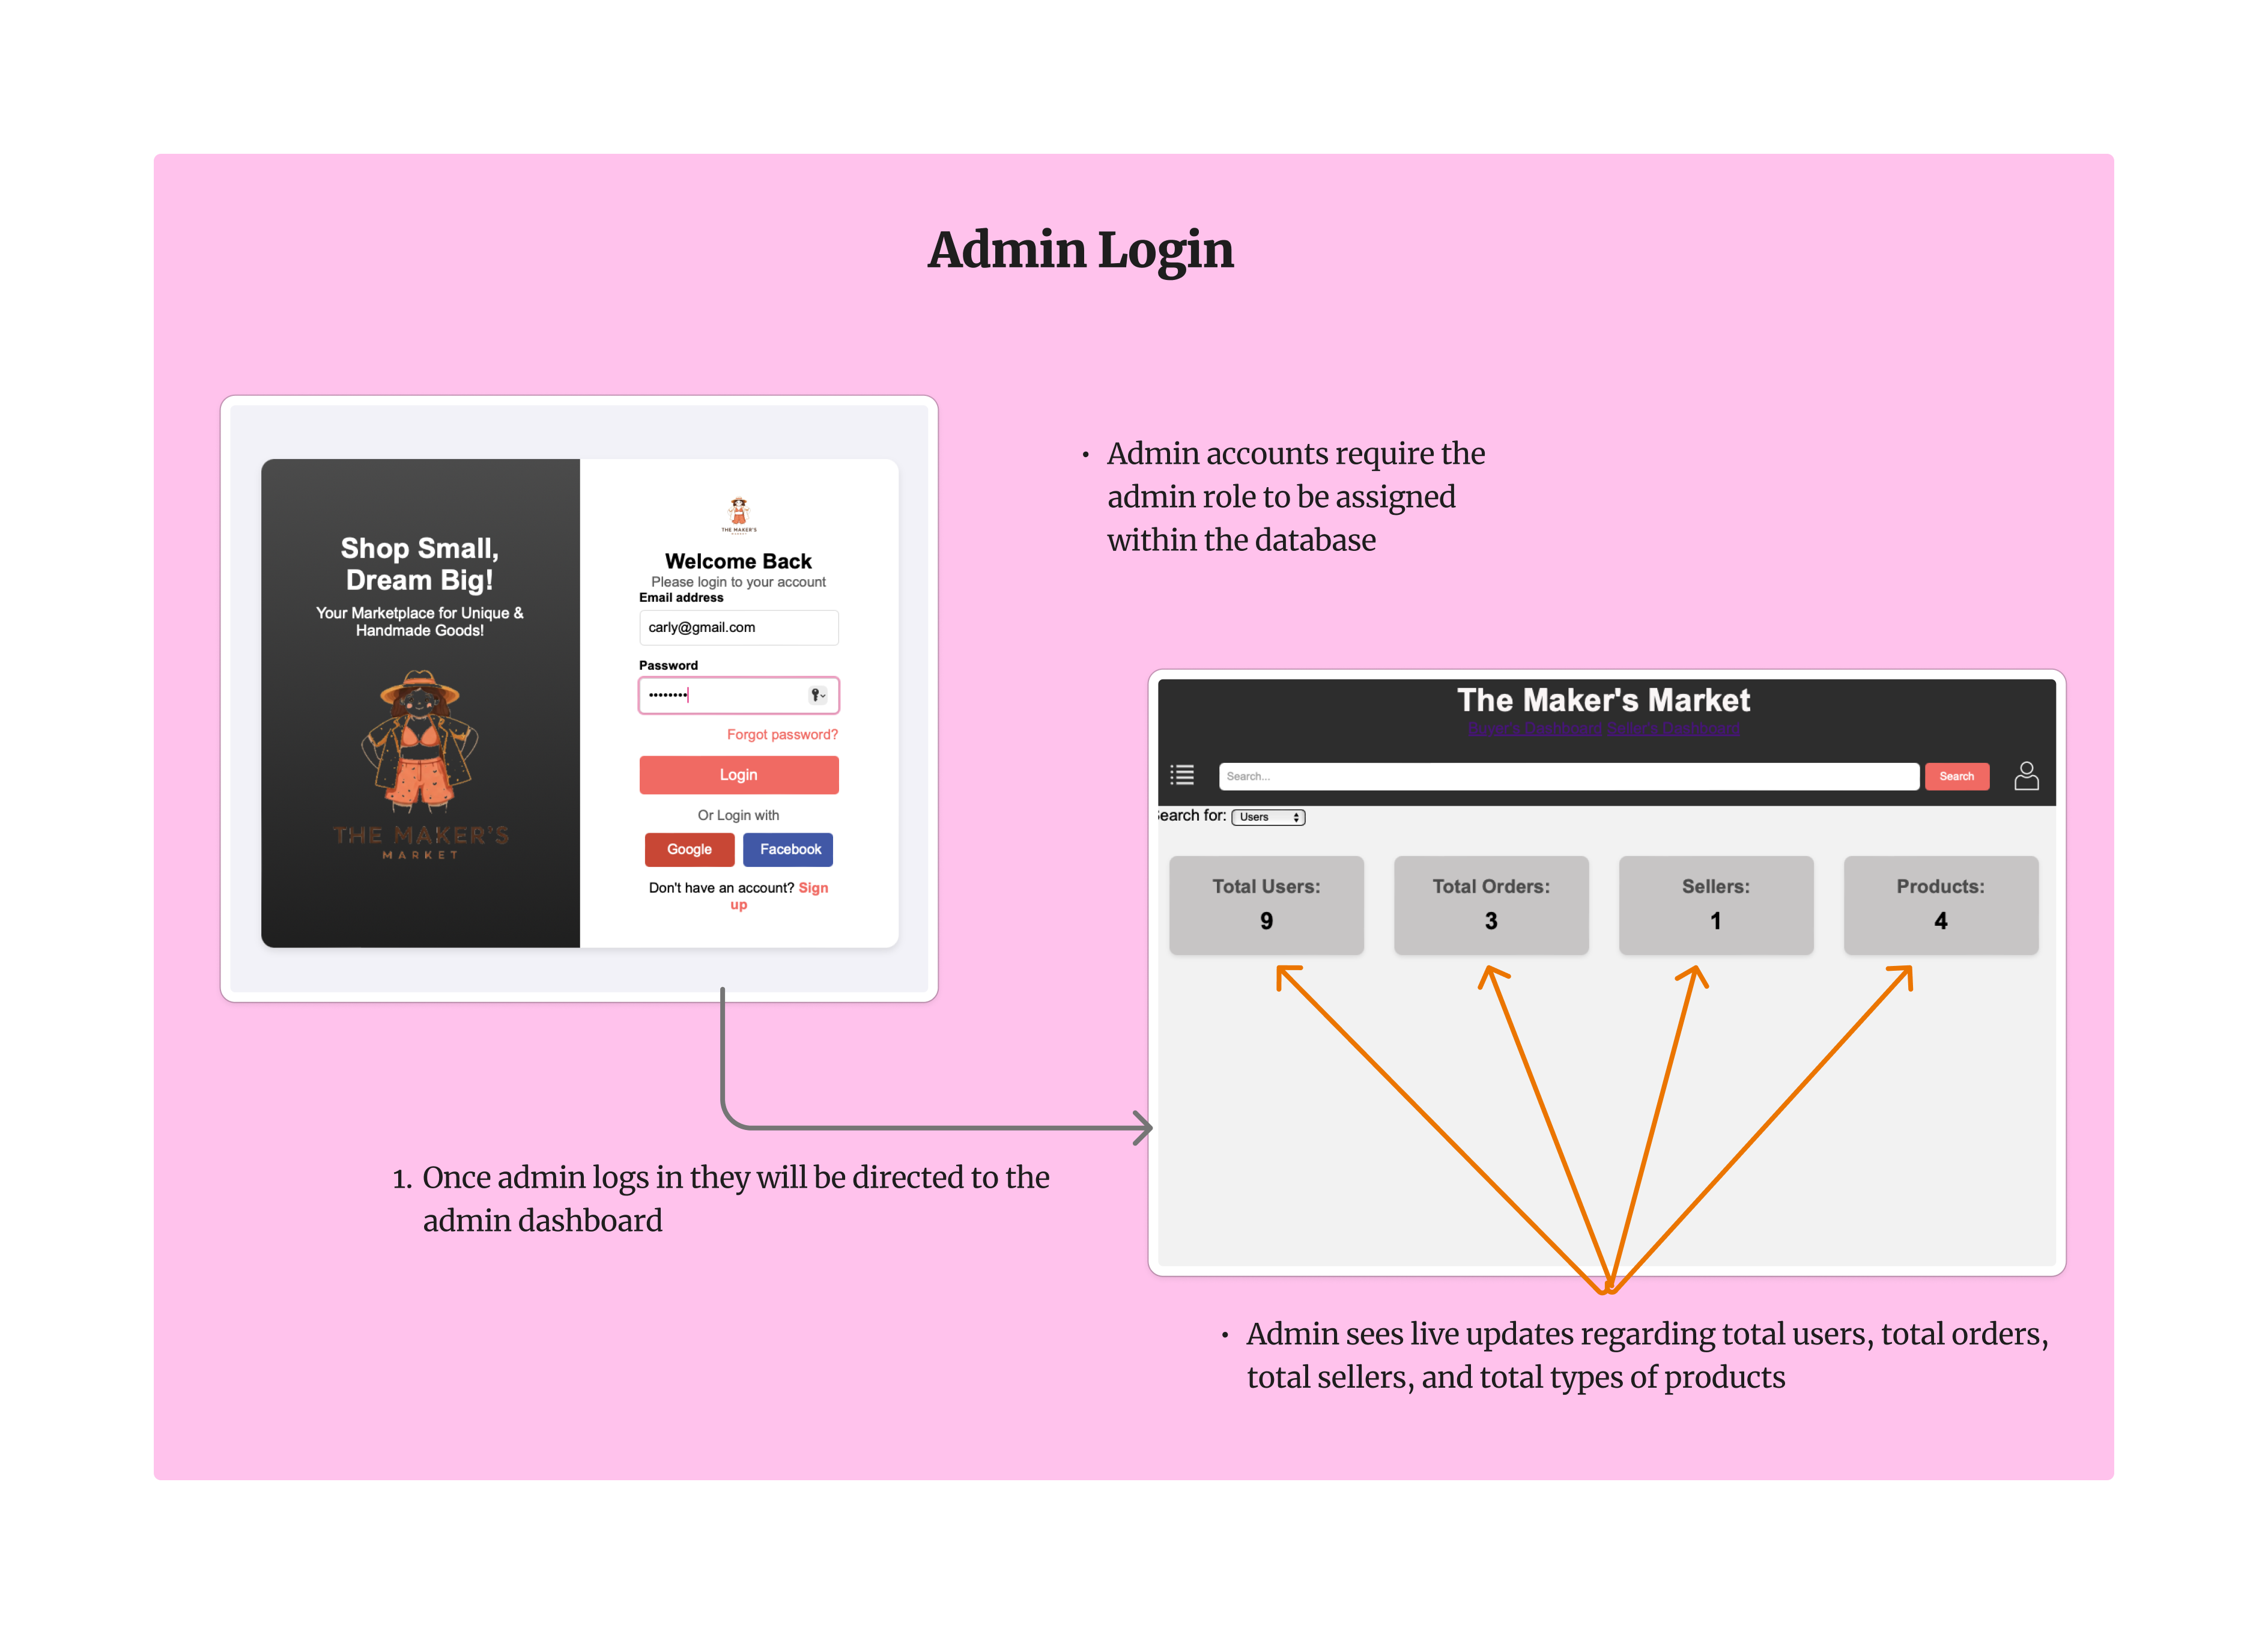 Admin Login
Shop Small,
Dream Big!
Your Marketplace for Unique &
Handmade Goods!
THE MAKER'S
MARKET
THE MAKER'S
Welcome Back
Please login to your account
Email address
carly@gmail.com
Password
Forgot password?
Login
Or Login with
Google
Facebook
Don't have an account? Sign
up
• Admin accounts require the
admin role to be assigned
within the database
1. Once admin logs in they will be directed to the
admin dashboard
The Maker's Market
Buyer's Dashboard Seller's Dashboard
Search...
Search
earch for:
Users
Total Users:
9
Total Orders:
3
Sellers:
1
Products:
4
• Admin sees live updates regarding total users, total orders,
total sellers, and total types of products